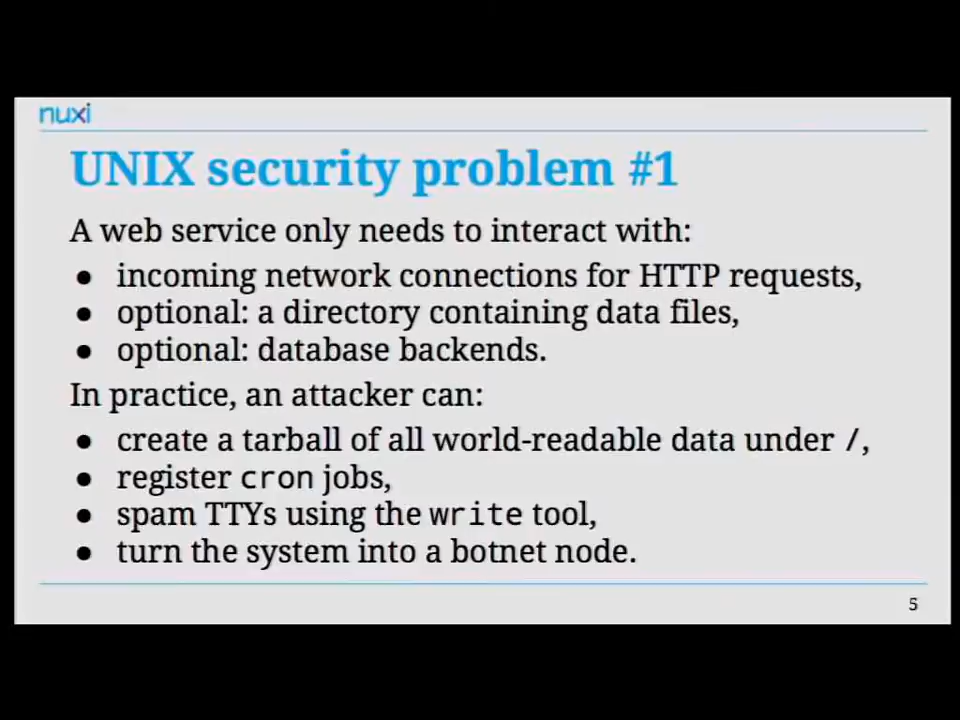 nuxi
UNIX security problem #1
A web service only needs to interact with:
● incoming network connections for HTTP requests,
● optional: a directory containing data files,
● optional: database backends.
In practice, an attacker can:
● create a tarball of all world-readable data under /,
● register cron jobs,
● spam TTYs using the write tool,
● turn the system into a botnet node.
5